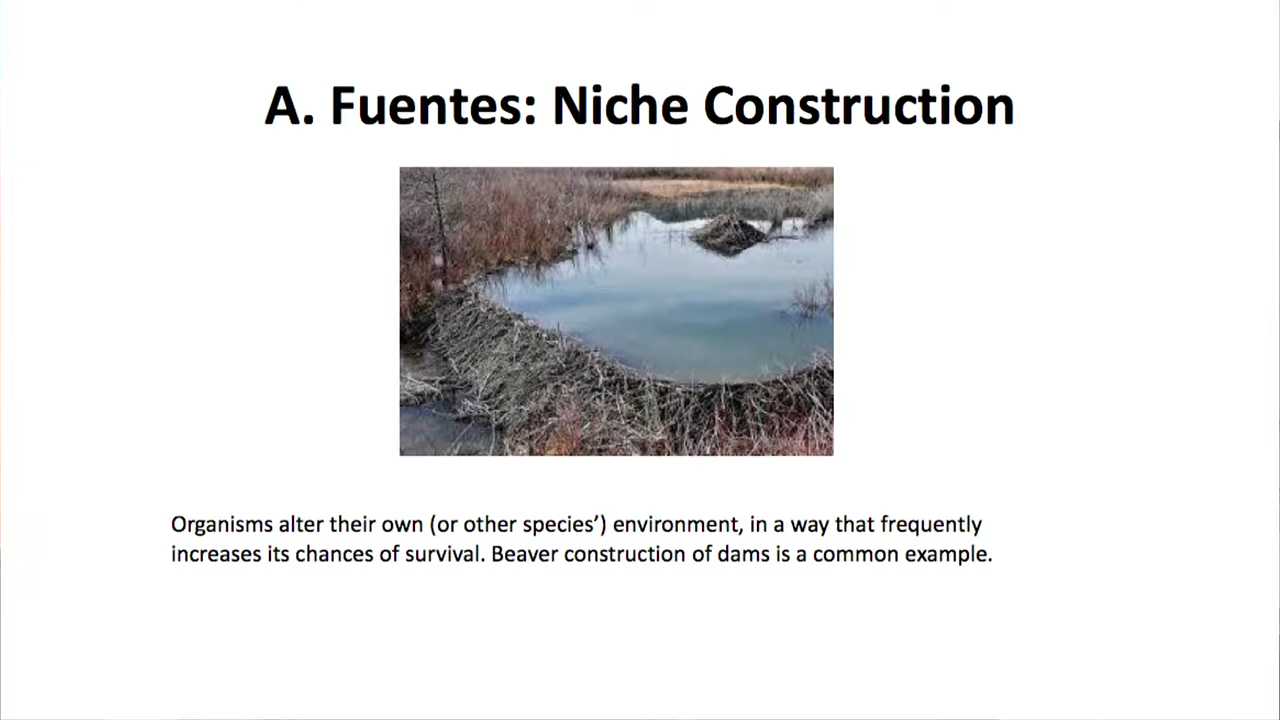 A. Fuentes: Niche Construction
Organisms alter their own (or other species’) environment, in a way that frequently
increases its chances of survival. Beaver construction of dams is a common example.